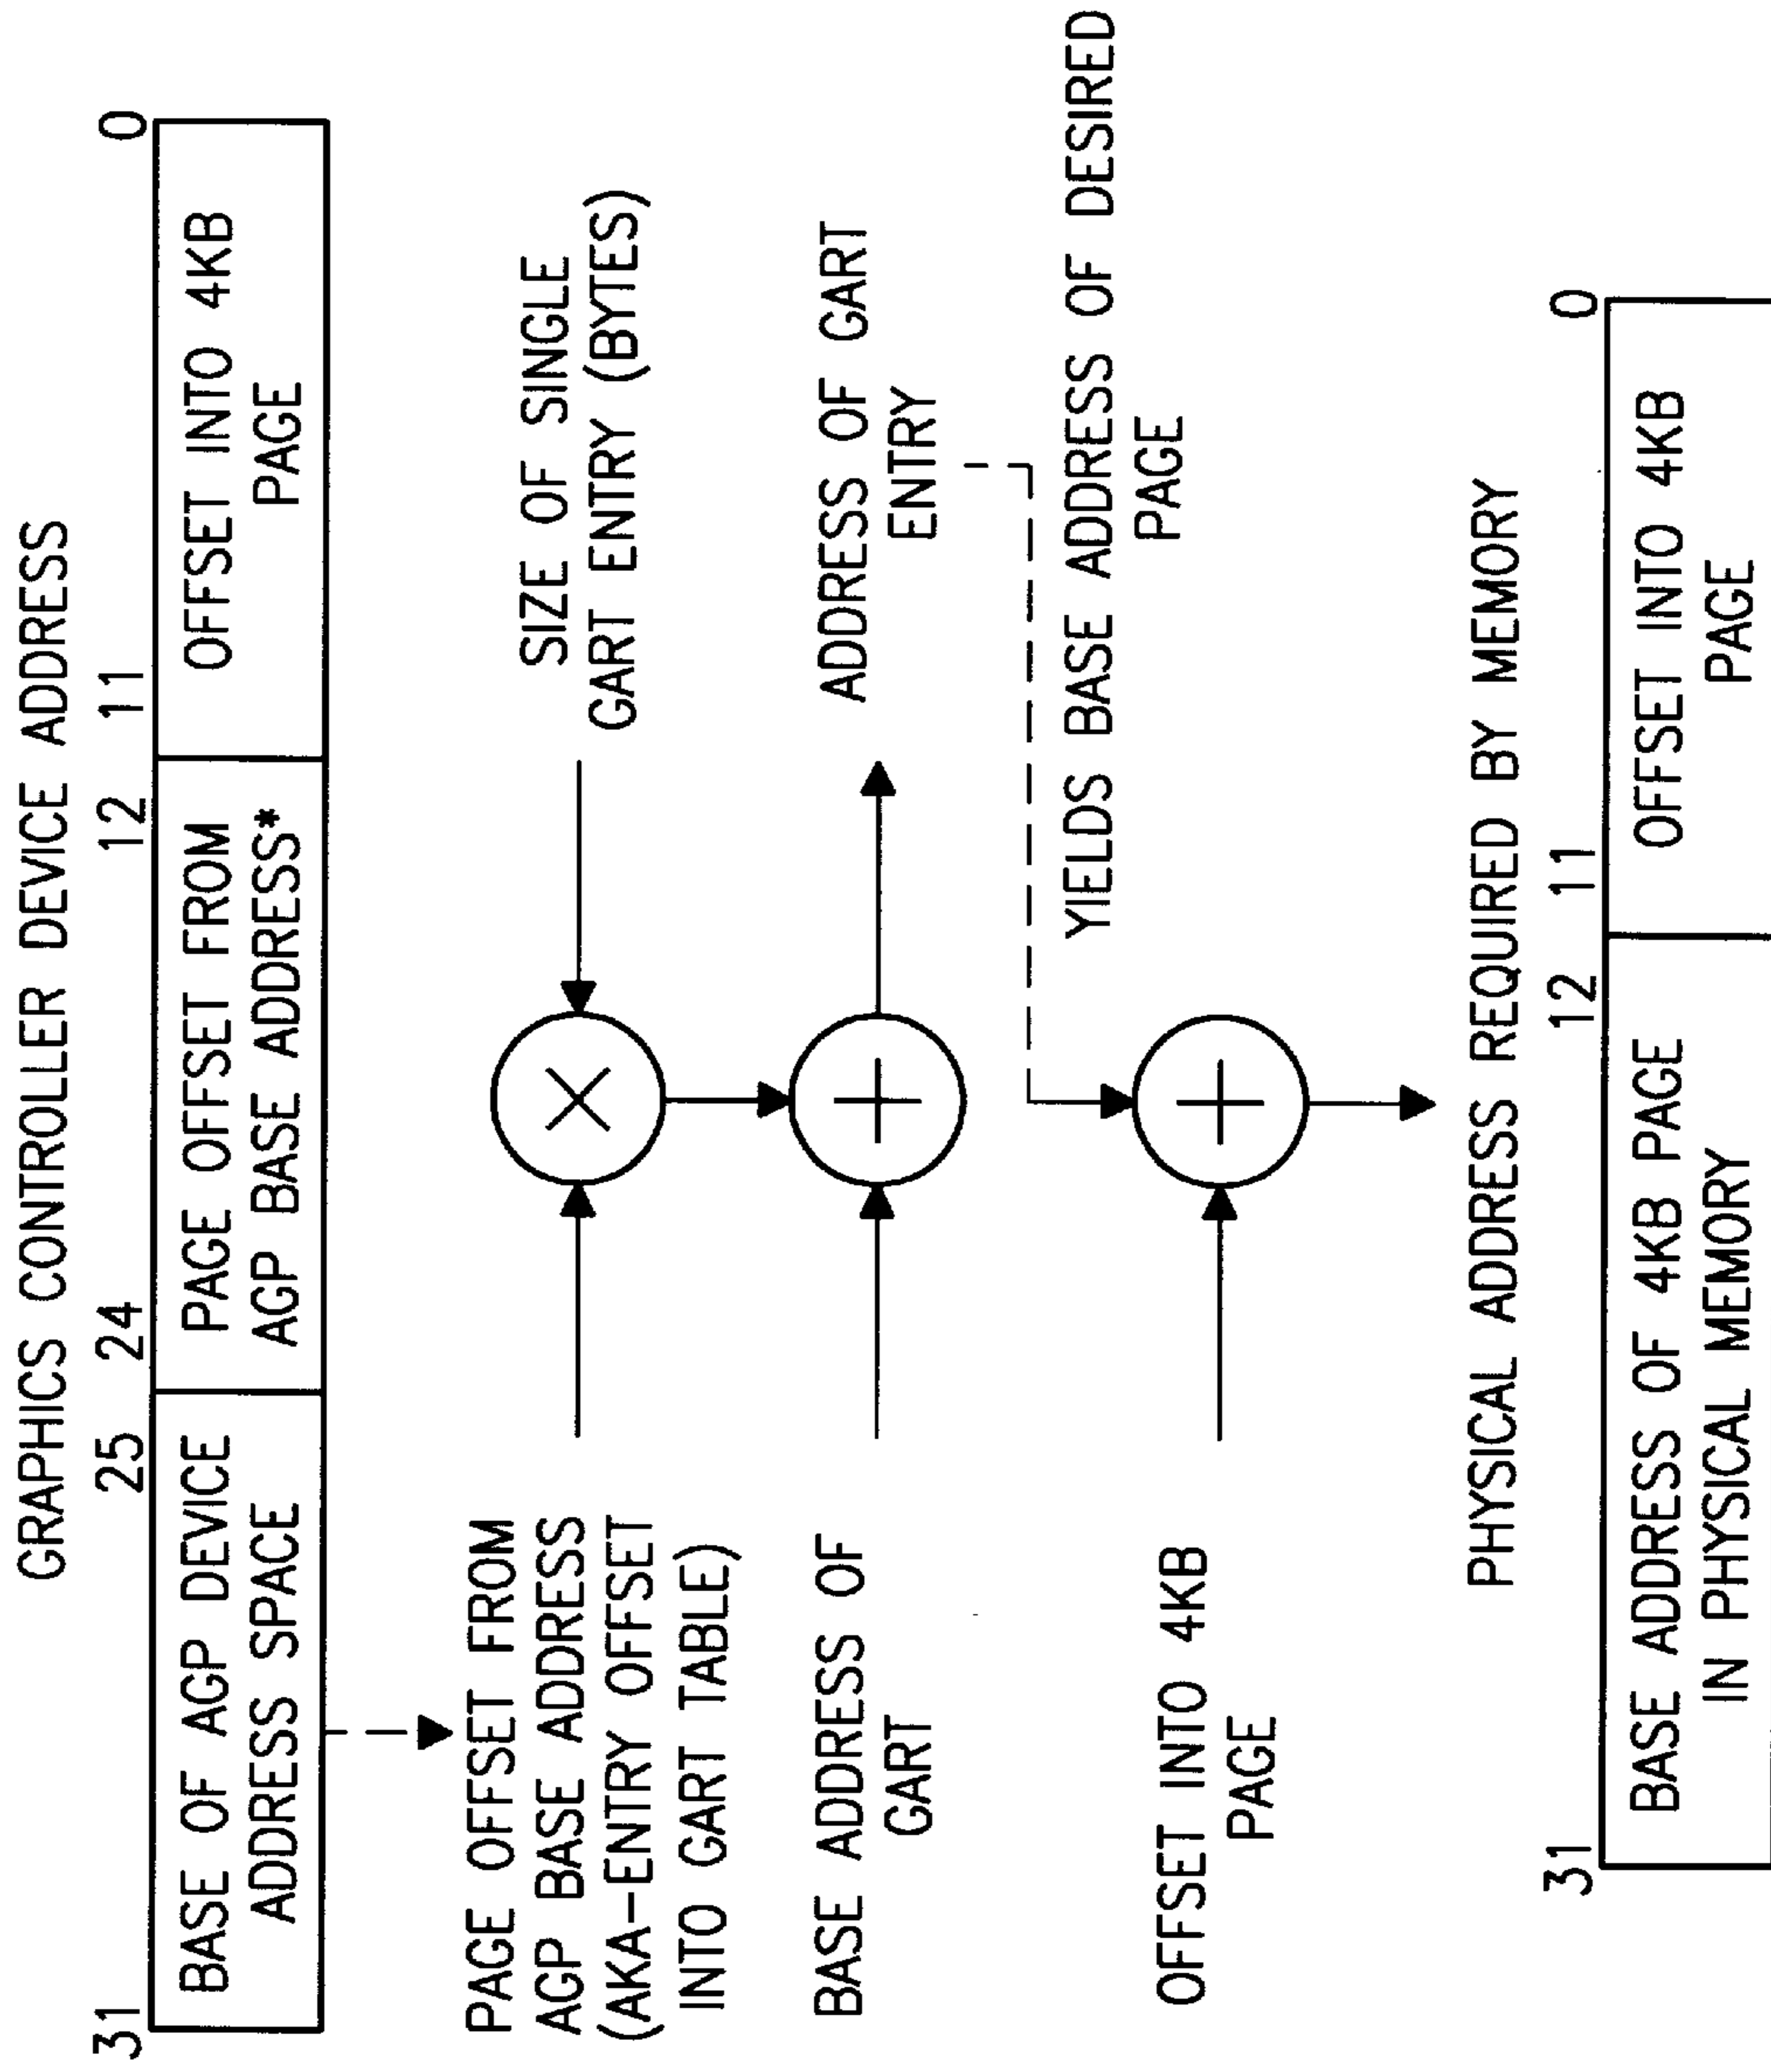 GRAPHICS CONTROLLER DEVICE ADDRESS
31 25 24 12 11 0
BASE OF AGP DEVICE
ADDRESS SPACE
PAGE OFFSET FROM
AGP BASE ADDRESS*
OFFSET INTO 4KB
PAGE
PAGE OFFSET FROM
AGP BASE ADDRESS
(AKA-ENTRY OFFSET
INTO GART TABLE)
SIZE OF SINGLE
GART ENTRY (BYTES)
BASE ADDRESS OF
GART
ADDRESS OF GART
ENTRY
YIELDS BASE ADDRESS OF DESIRED
PAGE
OFFSET INTO 4KB
PAGE
PHYSICAL ADDRESS REQUIRED BY MEMORY
31 12 11 0
BASE ADDRESS OF 4KB PAGE
IN PHYSICAL MEMORY
OFFSET INTO 4KB
PAGE